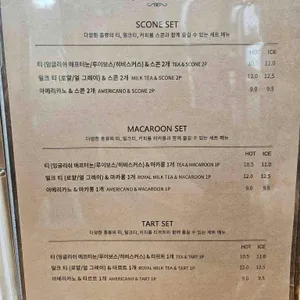 SCONE SET
다양한 종류의 티, 밀크티, 커피를 스콘과 함께 즐길 수 있는 세트 메뉴
HOT ICE
티 (잉글리쉬 애프터눈/루이보스/히비스커스) & 스콘 2개 TEA & SCONE 2P 11.0
밀크 티 (로얄/얼 그레이) & 스콘 2개 MILK TEA & SCONE 2P 12.0 12.5
아메리카노 & 스콘 2개 AMERICANO & SCONE 2P 9.0 9.5
MACAROON SET
다양한 종류의 티, 밀크티, 커피를 마카롱과 함께 즐길 수 있는 세트 메뉴
HOT ICE
티 (잉글리쉬 애프터눈/루이보스/히비스커스) & 마카롱 1개 TEA & MACAROON 1P 10.5 11.0
밀크 티 (로얄/얼 그레이) & 마카롱 1개 ROYAL MILK TEA & MACAROON 1P 12.0 12.5
아메리카노 & 마카롱 1개 AMERICANO & MACAROON 1P 9.0 9.5
TART SET
다양한 종류의 티, 밀크티, 커피를 타르트와 함께 즐길 수 있는 세트 메뉴
HOT ICE
티 (잉글리쉬 애프터눈/루이보스/히비스커스) & 타르트 1개 TEA & TART 1P 10.5 11.0
밀크 티 (로얄/얼 그레이) & 타르트 1개 ROYAL MILK TEA & TART 1P 12.0 12.5
아메리카노 & 타르트 1개 AMERICANO & TART 1P 9.0 9.5